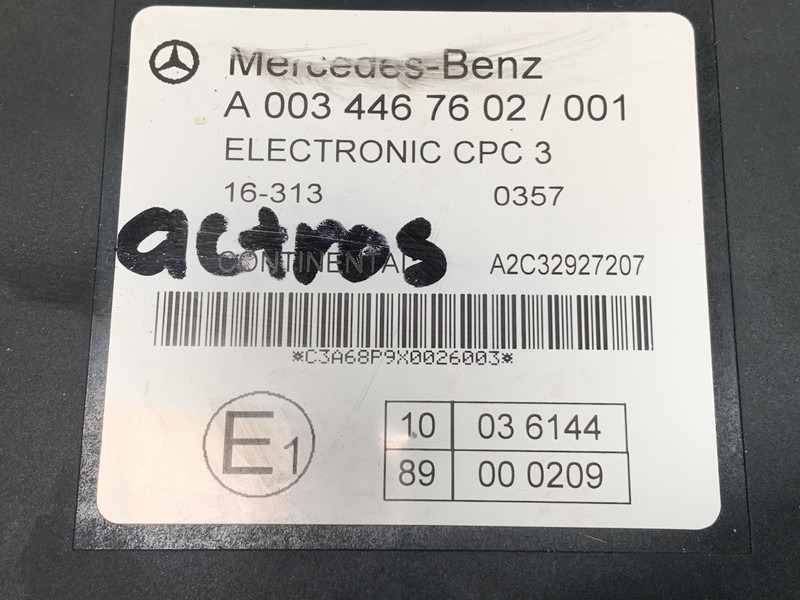 Mercedes-Benz
A 003 446 76 02 / 001
ELECTRONIC CPC 3
16-313 0357
actros
CONTINENTAL A2C32927207
*C3A68P9X0026003*
E1
10 03 6144
89 00 0209